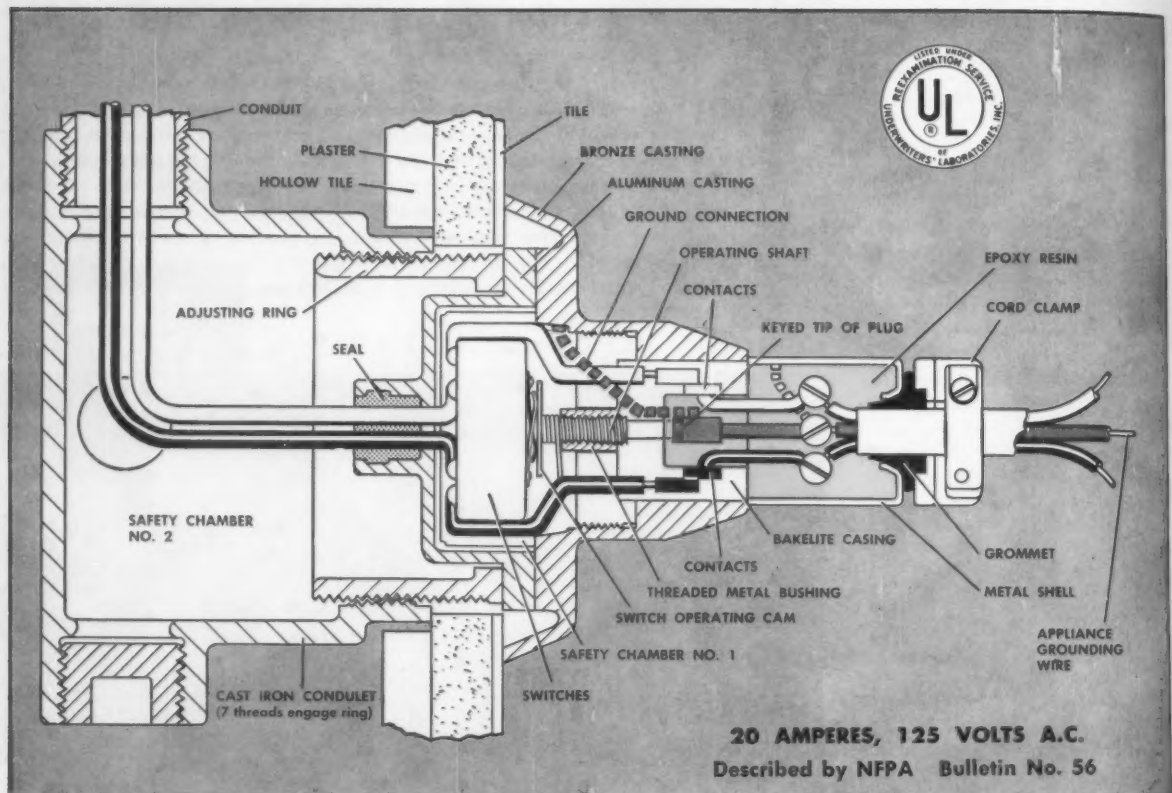 LISTED UNDER
REEXAMINATION SERVICE
UL
®
OF
UNDERWRITERS' LABORATORIES, INC.
CONDUIT
TILE
PLASTER
BRONZE CASTING
HOLLOW TILE
ALUMINUM CASTING
GROUND CONNECTION
OPERATING SHAFT
EPOXY RESIN
CONTACTS
CORD CLAMP
ADJUSTING RING
KEYED TIP OF PLUG
SEAL
SAFETY CHAMBER
NO. 2
BAKELITE CASING
GROMMET
CONTACTS
THREADED METAL BUSHING
METAL SHELL
SWITCH OPERATING CAM
APPLIANCE
GROUNDING
WIRE
SAFETY CHAMBER NO. 1
CAST IRON CONDULET
(7 threads engage ring)
SWITCHES
20 AMPERES, 125 VOLTS A.C.
Described by NFPA Bulletin No. 56